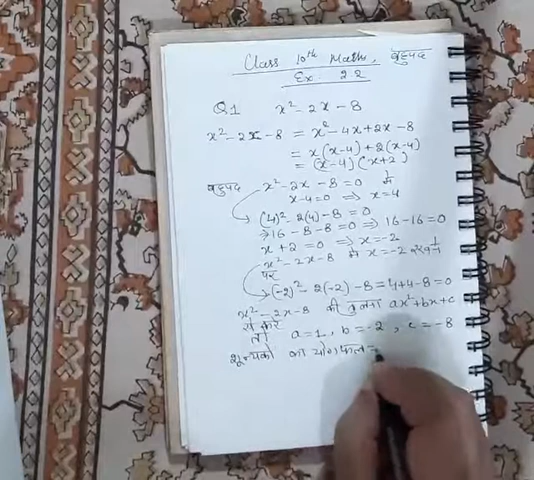 Class 10th Math, बहुपद
Ex. 2.2
Q1 x² - 2x - 8
x² - 2x - 8 = x² - 4x + 2x - 8
= x(x-4) + 2(x-4)
= (x-4)(x+2)
बहुपद x² - 2x - 8 = 0 में
x-4 = 0 ⇒ x = 4
(4)² - 2(4) - 8 = 0
⇒ 16 - 8 - 8 = 0 ⇒ 16 - 16 = 0
x + 2 = 0 ⇒ x = -2
x² - 2x - 8 में x = -2 रखने
पर
(-2)² - 2(-2) - 8 = 4+4-8 = 0
x² - 2x - 8 की तुलना ax² + bx + c
से करें
तो a = 1, b = -2, c = -8
शून्यको का योगफल =